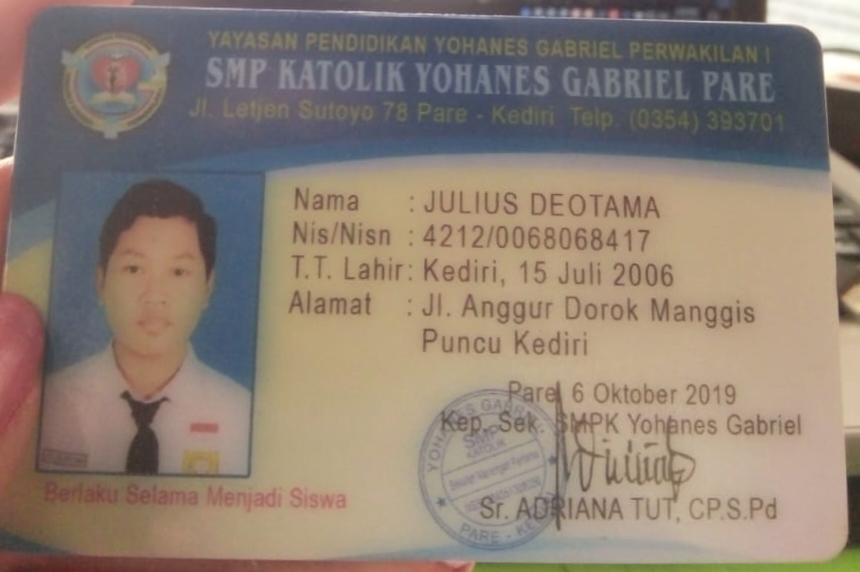 YAYASAN PENDIDIKAN YOHANES GABRIEL PERWAKILAN I
SMP KATOLIK YOHANES GABRIEL PARE
Jl. Letjen Sutoyo 78 Pare - Kediri Telp. (0354) 393701
Nama : JULIUS DEOTAMA
Nis/Nisn : 4212/0068068417
T.T. Lahir : Kediri, 15 Juli 2006
Alamat : Jl. Anggur Dorok Manggis
Puncu Kediri
Pare, 6 Oktober 2019
Kep. Sek. SMPK Yohanes Gabriel
YOHANES GABRIEL
SMP
KATOLIK
PARE - KE
Sr. ADRIANA TUT, CP.S.Pd
Berlaku Selama Menjadi Siswa